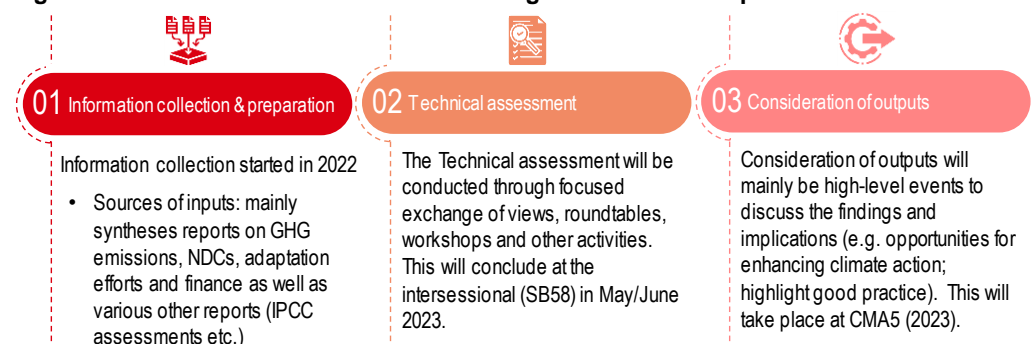 01 Information collection & preparation
Information collection started in 2022
• Sources of inputs: mainly
syntheses reports on GHG
emissions, NDCs, adaptation
efforts and finance as well as
various other reports (IPCC
assessments etc.)
02 Technical assessment
The Technical assessment will be
conducted through focused
exchange of views, roundtables,
workshops and other activities.
This will conclude at the
intersessional (SB58) in May/June
2023.
03 Consideration of outputs
Consideration of outputs will
mainly be high-level events to
discuss the findings and
implications (e.g. opportunities for
enhancing climate action;
highlight good practice). This will
take place at CMA5 (2023).